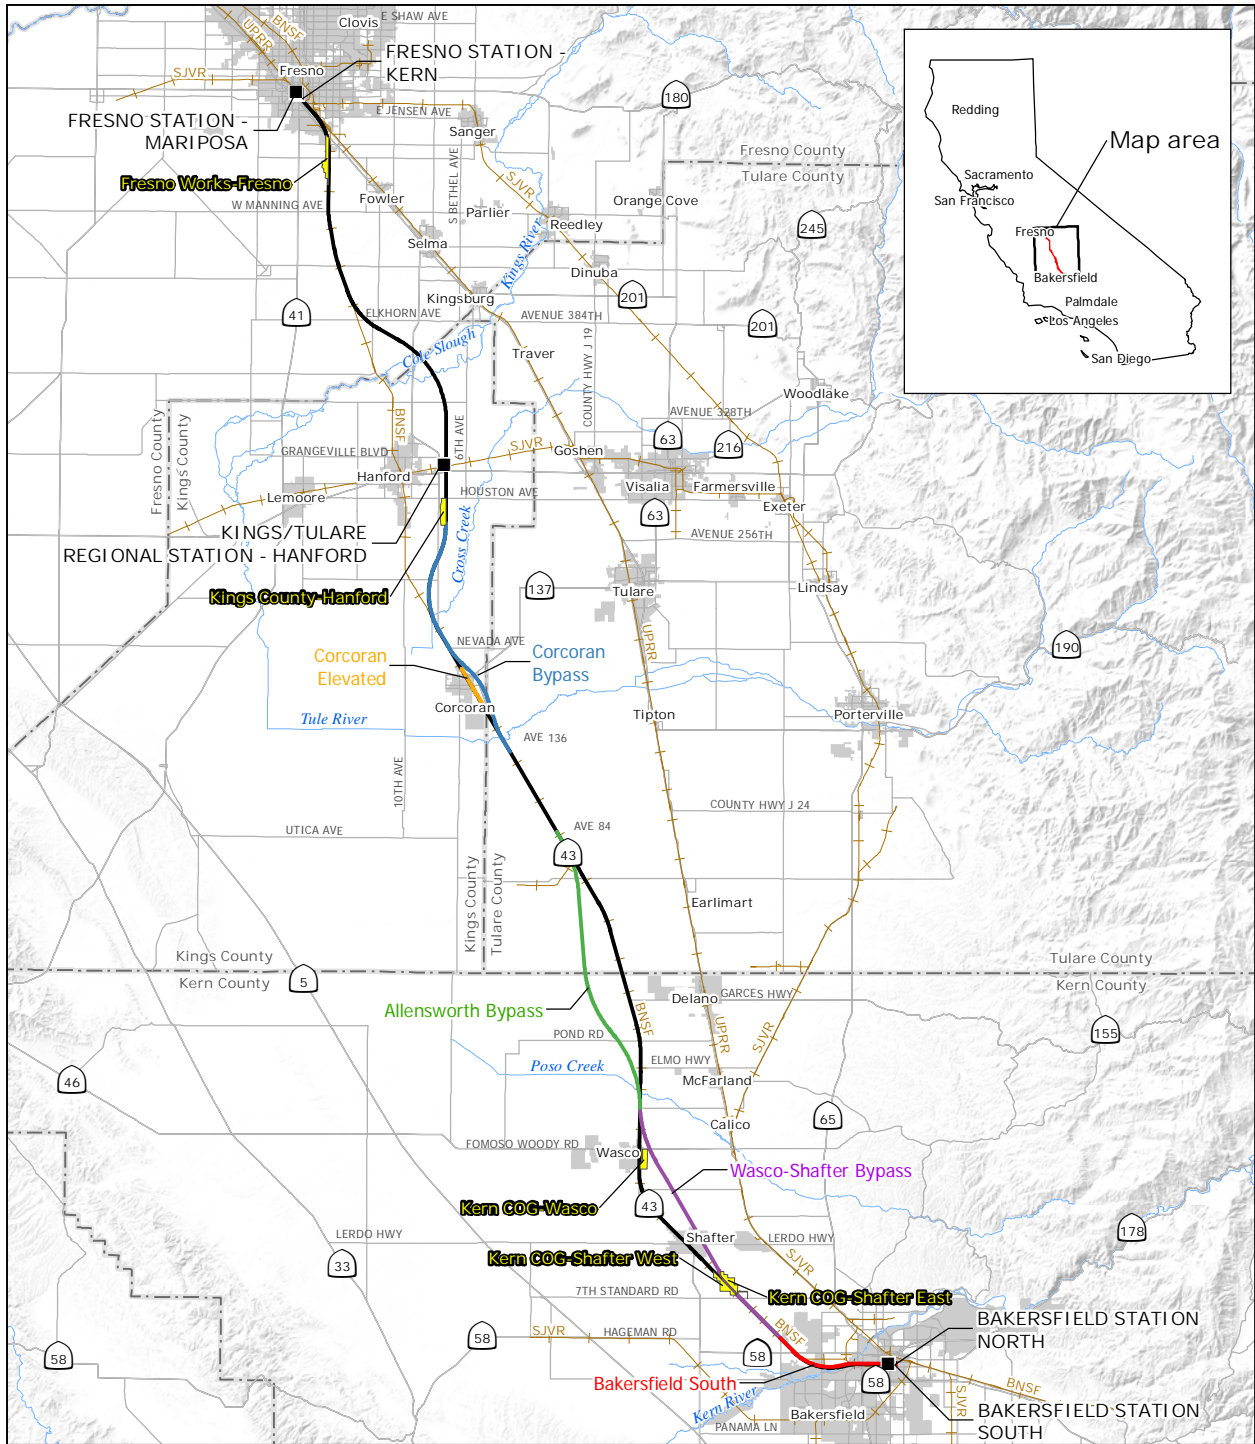 E SHAW AVE
Clovis
BNSF
UPRR
FRESNO STATION -
KERN
SJVR
Fresno
180
E JENSEN AVE
FRESNO STATION -
MARIPOSA
Sanger
Fresno County
Tulare County
S BETHEL AVE
SJVR
Fresno Works-Fresno
Fowler
W MANNING AVE
Parlier
Orange Cove
Reedley
245
Selma
Kings River
Dinuba
Kingsburg
201
41
ELKHORN AVE
AVENUE 384TH
201
COUNTY HWY J 19
Cole Slough
Traver
Woodlake
Fresno County
Kings County
BNSF
6TH AVE
AVENUE 328TH
63
216
GRANGEVILLE BLVD
SJVR
Goshen
Hanford
Visalia
Farmersville
Lemoore
HOUSTON AVE
Exeter
63
KINGS/TULARE
REGIONAL STATION - HANFORD
Cross Creek
AVENUE 256TH
137
Tulare
Lindsay
Kings County-Hanford
UPRR
NEVADA AVE
190
Corcoran
Elevated
Corcoran
Bypass
Corcoran
Tule River
Tipton
Porterville
AVE 136
10TH AVE
COUNTY HWY J 24
UTICA AVE
AVE 84
43
Earlimart
Kings County
Tulare County
Kings County
Kern County
Tulare County
Kern County
5
Delano
GARCES HWY
Allensworth Bypass
BNSF
UPRR
SJVR
155
POND RD
ELMO HWY
Poso Creek
McFarland
46
Calico
65
FOMOSO WOODY RD
Wasco
Wasco-Shafter Bypass
Kern COG-Wasco
43
178
LERDO HWY
Shafter
LERDO HWY
33
Kern COG-Shafter West
SJVR
7TH STANDARD RD
Kern COG-Shafter East
58
SJVR
58
HAGEMAN RD
BNSF
58
BAKERSFIELD STATION
NORTH
58
Bakersfield South
BNSF
SJVR
Kern River
Bakersfield
PANAMA LN
BAKERSFIELD STATION
SOUTH
Redding
Map area
Sacramento
San Francisco
Fresno
Bakersfield
Palmdale
Los Angeles
San Diego